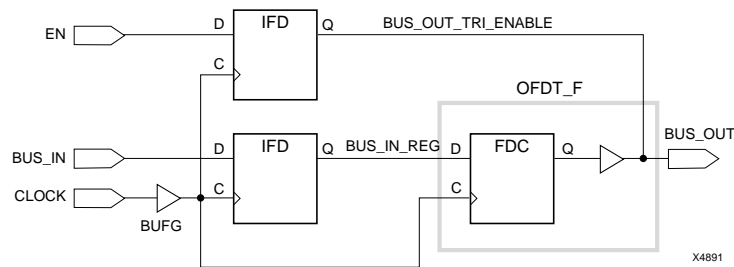 D IFD Q BUS_OUT_TRI_ENABLE
EN
C
OFDT_F
BUS_OUT
D IFD Q BUS_IN_REG D FDC Q
BUS_IN
C C
CLOCK
BUFG
X4891